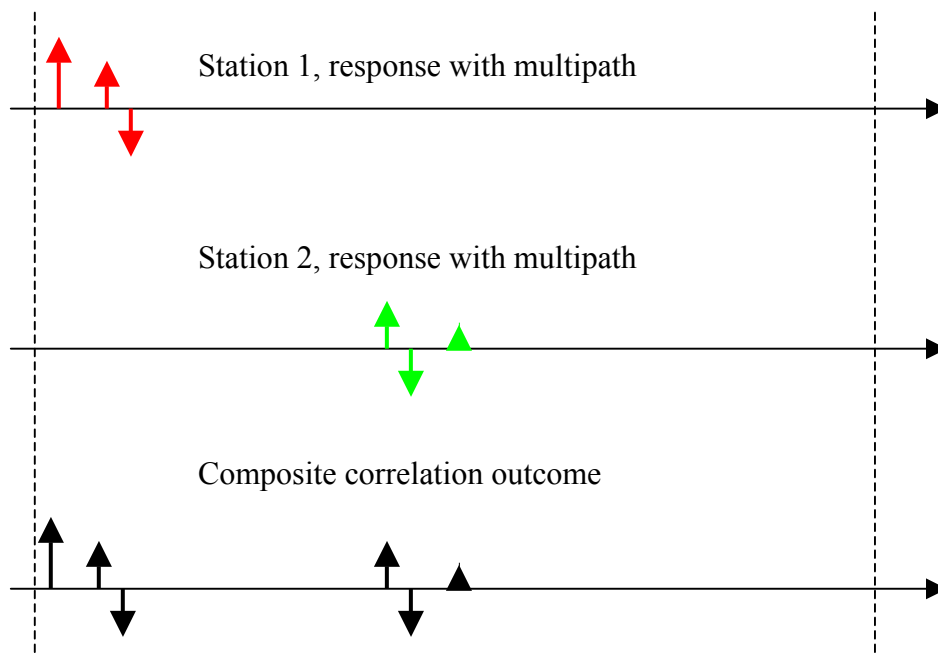 Station 1, response with multipath
Station 2, response with multipath
Composite correlation outcome